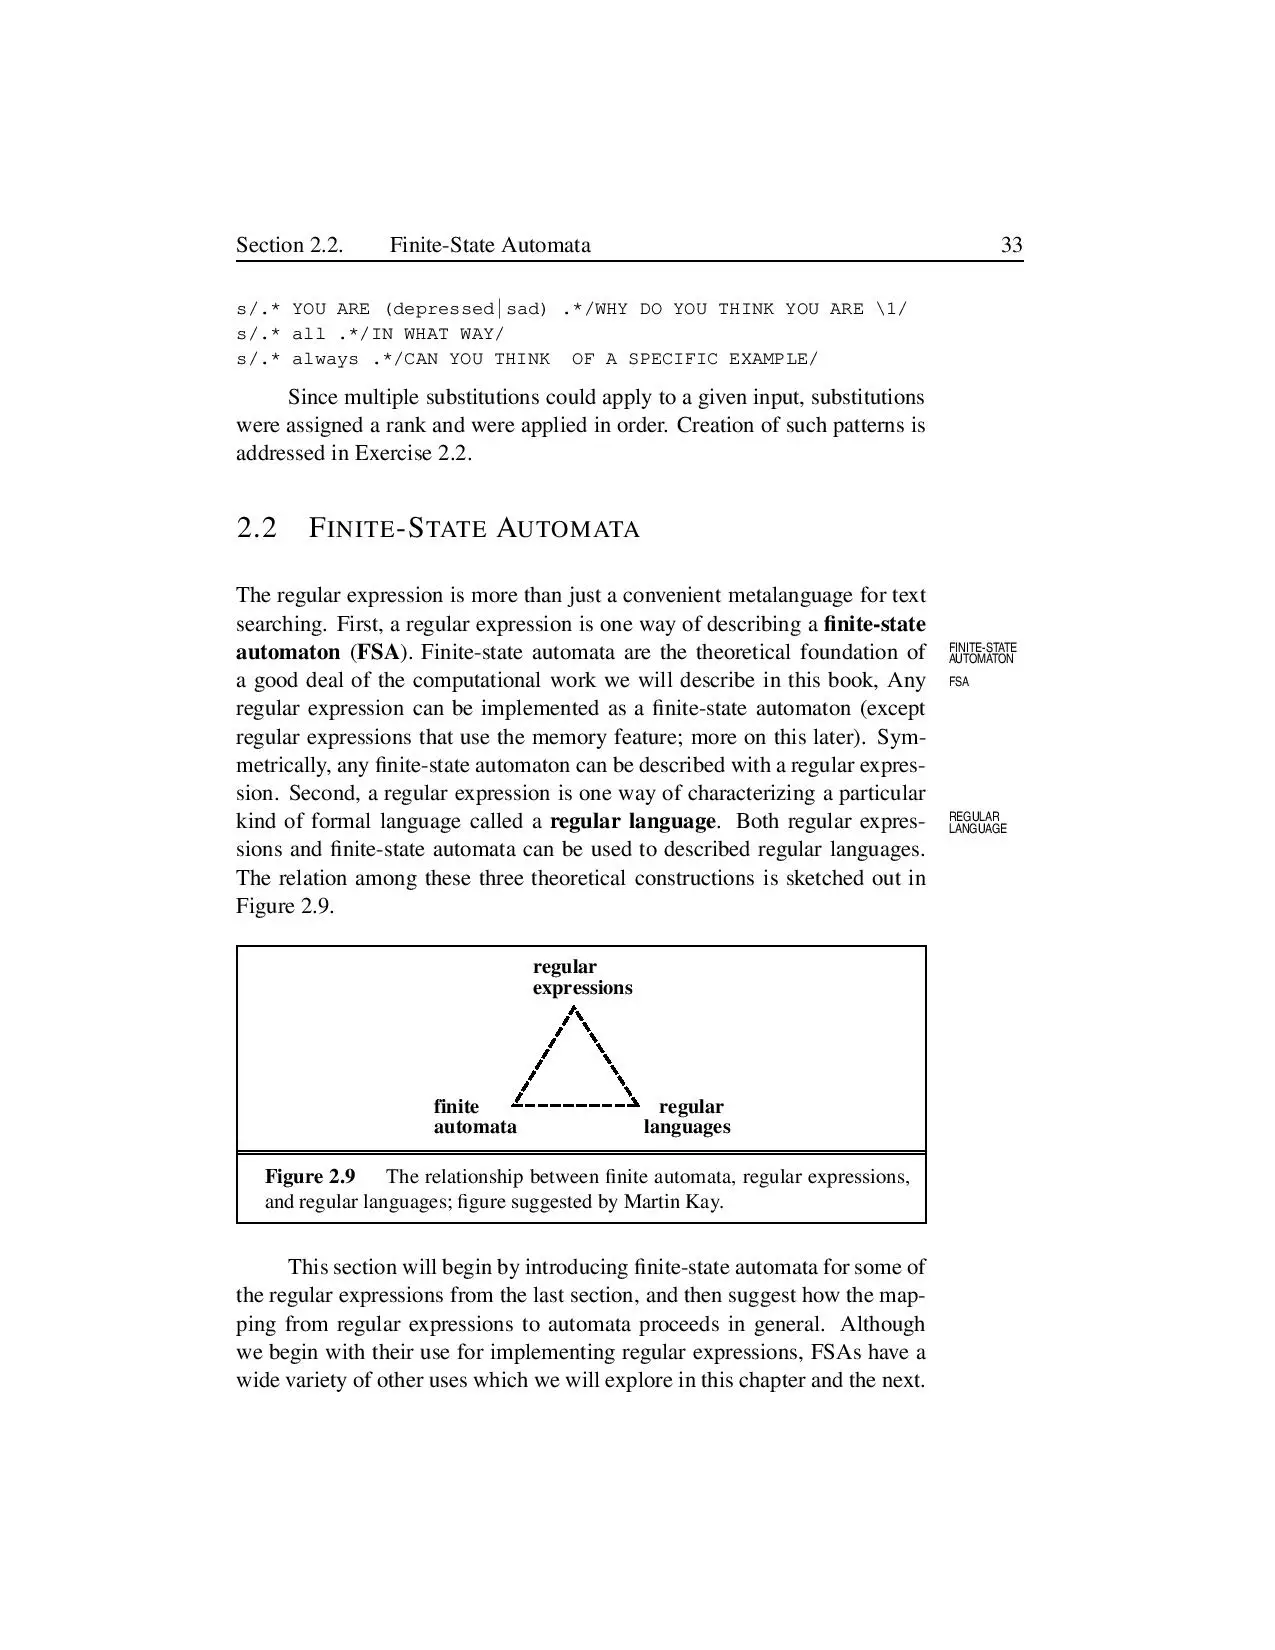 Section 2.2. Finite-State Automata 33
s/.* YOU ARE (depressed|sad) .*/WHY DO YOU THINK YOU ARE \1/
s/.* all .*/IN WHAT WAY/
s/.* always .*/CAN YOU THINK OF A SPECIFIC EXAMPLE/
Since multiple substitutions could apply to a given input, substitutions
were assigned a rank and were applied in order. Creation of such patterns is
addressed in Exercise 2.2.
2.2 FINITE-STATE AUTOMATA
The regular expression is more than just a convenient metalanguage for text
searching. First, a regular expression is one way of describing a finite-state
automaton (FSA). Finite-state automata are the theoretical foundation of
FINITE-STATE
AUTOMATON
a good deal of the computational work we will describe in this book, Any
FSA
regular expression can be implemented as a finite-state automaton (except
regular expressions that use the memory feature; more on this later). Sym-
metrically, any finite-state automaton can be described with a regular expres-
sion. Second, a regular expression is one way of characterizing a particular
kind of formal language called a regular language. Both regular expres-
REGULAR
LANGUAGE
sions and finite-state automata can be used to described regular languages.
The relation among these three theoretical constructions is sketched out in
Figure 2.9.
regular
expressions
finite
automata
regular
languages
Figure 2.9 The relationship between finite automata, regular expressions,
and regular languages; figure suggested by Martin Kay.
This section will begin by introducing finite-state automata for some of
the regular expressions from the last section, and then suggest how the map-
ping from regular expressions to automata proceeds in general. Although
we begin with their use for implementing regular expressions, FSAs have a
wide variety of other uses which we will explore in this chapter and the next.